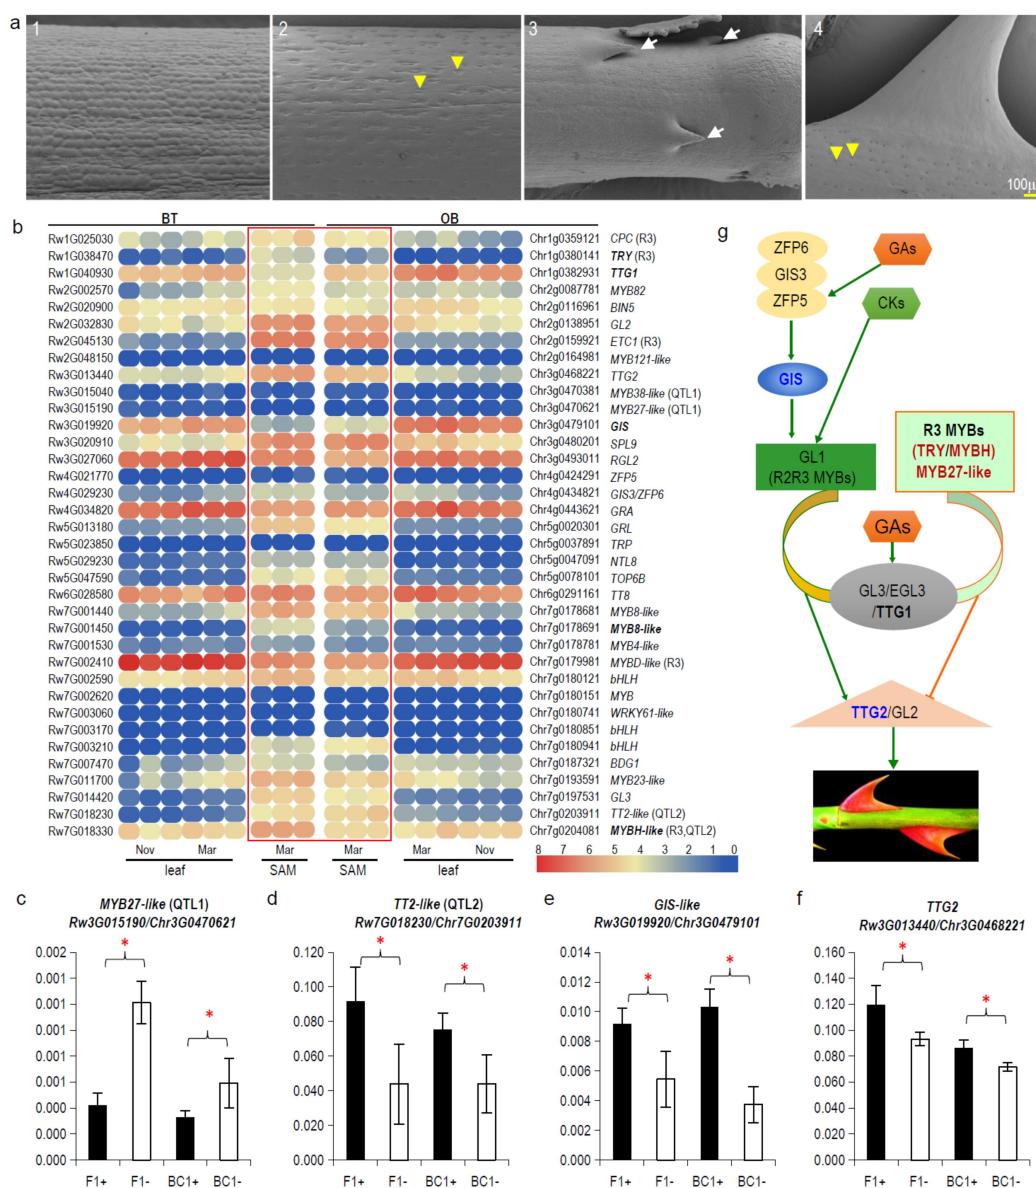 a
1
2
3
4
100μ
BT
OB
b
Rw1G025030 Chr1g0359121 CPC (R3)
Rw1G038470 Chr1g0380141 TRY (R3)
Rw1G040930 Chr1g0382931 TTG1
Rw2G002570 Chr2g0087781 MYB82
Rw2G020900 Chr2g0116961 BIN5
Rw2G032830 Chr2g0138951 GL2
Rw2G045130 Chr2g0159921 ETC1 (R3)
Rw2G048150 Chr2g0164981 MYB121-like
Rw3G013440 Chr3g0468221 TTG2
Rw3G015040 Chr3g0470381 MYB38-like (QTL1)
Rw3G015190 Chr3g0470621 MYB27-like (QTL1)
Rw3G019920 Chr3g0479101 GIS
Rw3G020910 Chr3g0480201 SPL9
Rw3G027060 Chr3g0493011 RGL2
Rw4G021770 Chr4g0424291 ZFP5
Rw4G029230 Chr4g0434821 GIS3/ZFP6
Rw4G034820 Chr4g0443621 GRA
Rw5G013180 Chr5g0020301 GRL
Rw5G023850 Chr5g0037891 TRP
Rw5G029230 Chr5g0047091 NTL8
Rw5G047590 Chr5g0078101 TOP6B
Rw6G028580 Chr6g0291161 TT8
Rw7G001440 Chr7g0178681 MYB8-like
Rw7G001450 Chr7g0178691 MYB8-like
Rw7G001530 Chr7g0178781 MYB4-like
Rw7G002410 Chr7g0179981 MYBD-like (R3)
Rw7G002590 Chr7g0180121 bHLH
Rw7G002620 Chr7g0180151 MYB
Rw7G003060 Chr7g0180741 WRKY61-like
Rw7G003170 Chr7g0180851 bHLH
Rw7G003210 Chr7g0180941 bHLH
Rw7G007470 Chr7g0187321 BDG1
Rw7G011700 Chr7g0193591 MYB23-like
Rw7G014420 Chr7g0197531 GL3
Rw7G018230 Chr7g0203911 TT2-like (QTL2)
Rw7G018330 Chr7g0204081 MYBH-like (R3,QTL2)
Nov Mar Mar Mar Mar Nov
leaf SAM SAM leaf
8 7 6 5 4 3 2 1 0
g
ZFP6
GIS3
ZFP5
GAs
CKs
GIS
GL1
(R2R3 MYBs)
R3 MYBs
(TRY/MYBH)
MYB27-like
GAs
GL3/EGL3
/TTG1
TTG2/GL2
c
MYB27-like (QTL1)
Rw3G015190/Chr3G0470621
0.002
0.001
0.001
0.001
0.001
0.001
0.000
0.000
0.000
*
*
F1+ F1- BC1+ BC1-
d
TT2-like (QTL2)
Rw7G018230/Chr7G0203911
0.120
0.100
0.080
0.060
0.040
0.020
0.000
*
*
F1+ F1- BC1+ BC1-
e
GIS-like
Rw3G019920/Chr3G0479101
0.014
0.012
0.010
0.008
0.006
0.004
0.002
0.000
*
*
F1+ F1- BC1+ BC1-
f
TTG2
Rw3G013440/Chr3G0468221
0.160
0.140
0.120
0.100
0.080
0.060
0.040
0.020
0.000
*
*
F1+ F1- BC1+ BC1-